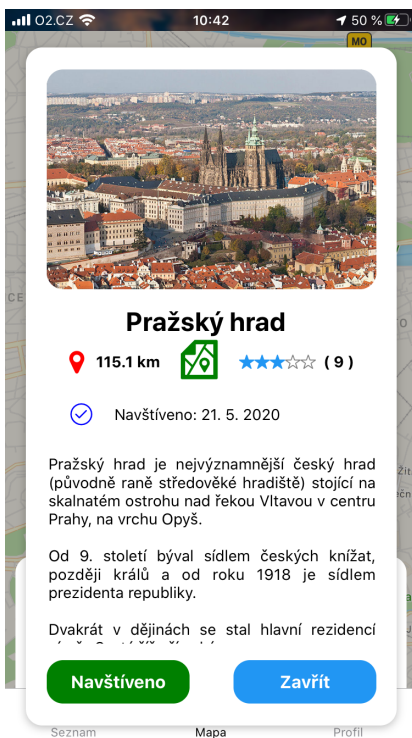 O2.CZ 10:42 50 %
MO
Pražský hrad
115.1 km ( 9 )
Navštíveno: 21. 5. 2020
Pražský hrad je nejvýznamnější český hrad
(původně raně středověké hradiště) stojící na
skalnatém ostrohu nad řekou Vltavou v centru
Prahy, na vrchu Opyš.
Od 9. století býval sídlem českých knížat,
později králů a od roku 1918 je sídlem
prezidenta republiky.
Dvakrát v dějinách se stal hlavní rezidencí
Navštíveno Zavřít
Seznam Mapa Profil